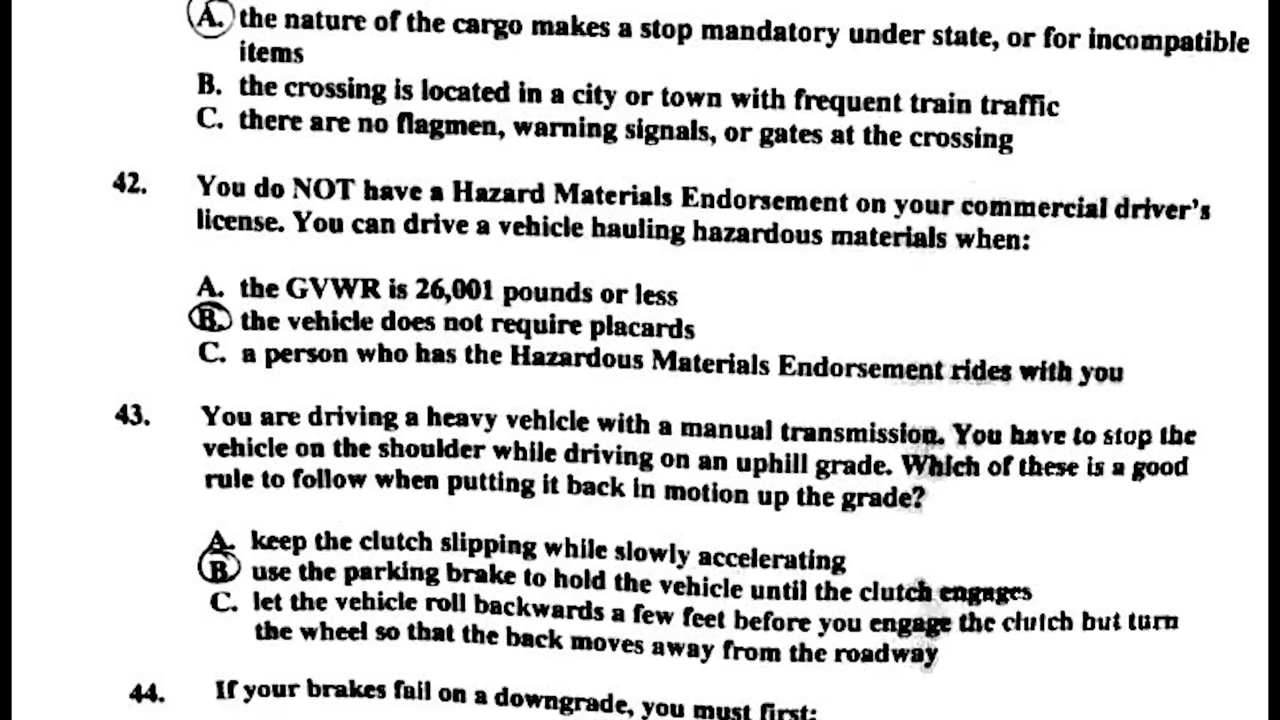 A. the nature of the cargo makes a stop mandatory under state, or for incompatible
items
B. the crossing is located in a city or town with frequent train traffic
C. there are no flagmen, warning signals, or gates at the crossing
42. You do NOT have a Hazard Materials Endorsement on your commercial driver's
license. You can drive a vehicle hauling hazardous materials when:
A. the GVWR is 26,001 pounds or less
B. the vehicle does not require placards
C. a person who has the Hazardous Materials Endorsement rides with you
43. You are driving a heavy vehicle with a manual transmission. You have to stop the
vehicle on the shoulder while driving on an uphill grade. Which of these is a good
rule to follow when putting it back in motion up the grade?
A. keep the clutch slipping while slowly accelerating
B. use the parking brake to hold the vehicle until the clutch engages
C. let the vehicle roll backwards a few feet before you engage the clutch but turn
the wheel so that the back moves away from the roadway
44. If your brakes fail on a downgrade, you must first: